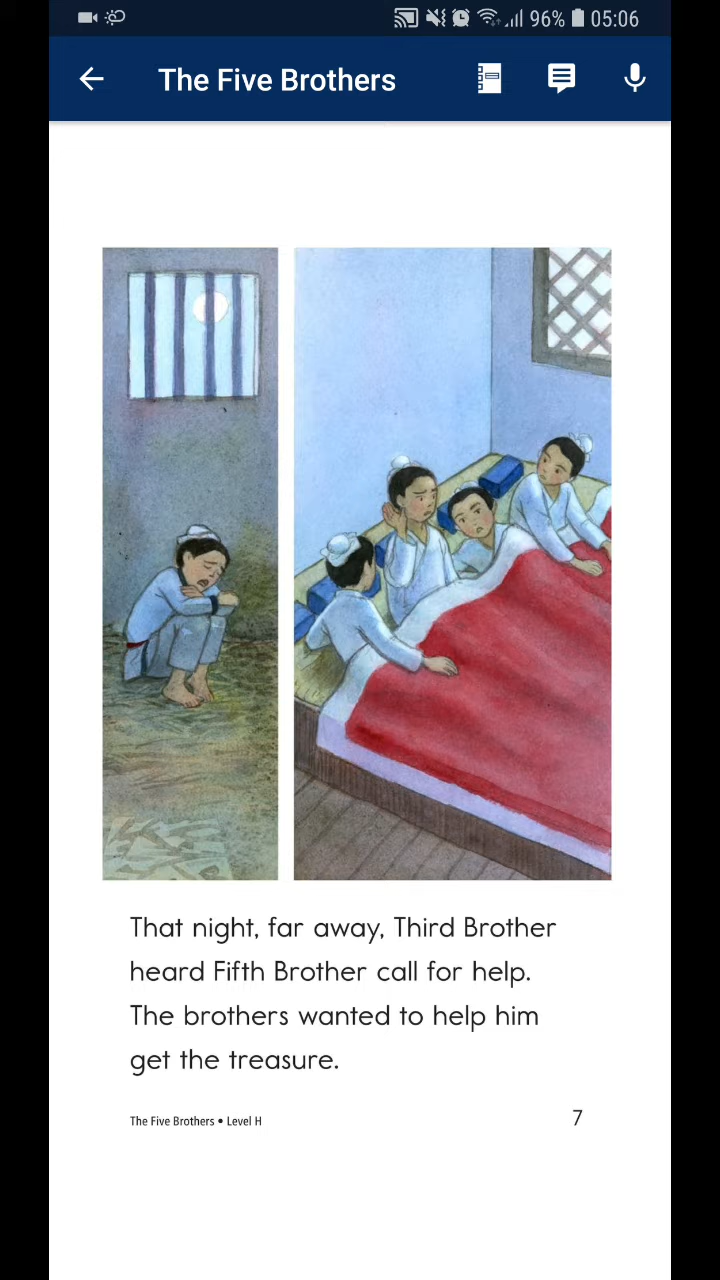 96% 05:06
The Five Brothers
That night, far away, Third Brother
heard Fifth Brother call for help.
The brothers wanted to help him
get the treasure.
The Five Brothers • Level H 7